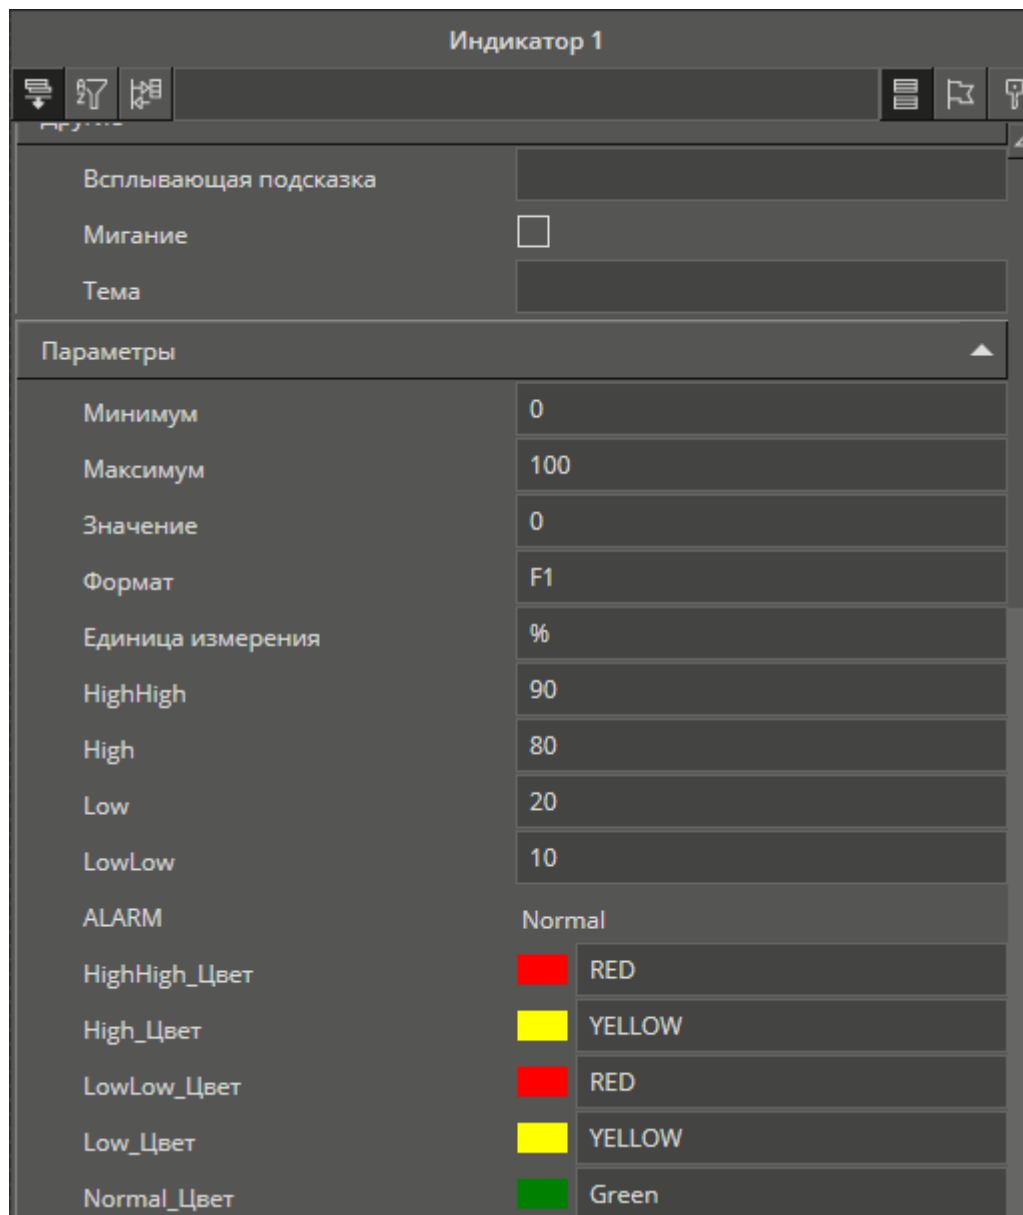 Индикатор 1
Другие
Всплывающая подсказка
Мигание
Тема
Параметры
Минимум 0
Максимум 100
Значение 0
Формат F1
Единица измерения %
HighHigh 90
High 80
Low 20
LowLow 10
ALARM Normal
HighHigh_Цвет RED
High_Цвет YELLOW
LowLow_Цвет RED
Low_Цвет YELLOW
Normal_Цвет Green